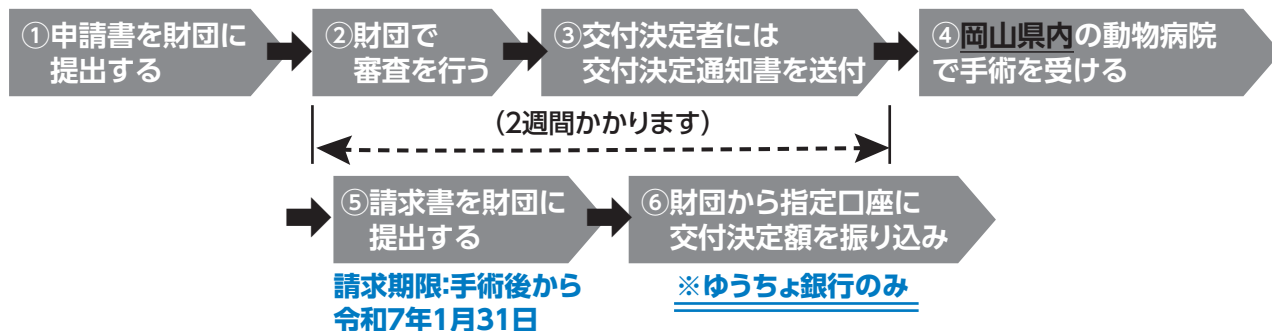 ①申請書を財団に
提出する
②財団で
審査を行う
③交付決定者には
交付決定通知書を送付
④岡山県内の動物病院
で手術を受ける
(2週間かかります)
⑤請求書を財団に
提出する
⑥財団から指定口座に
交付決定額を振り込み
請求期限:手術後から
令和7年1月31日
※ゆうちょ銀行のみ